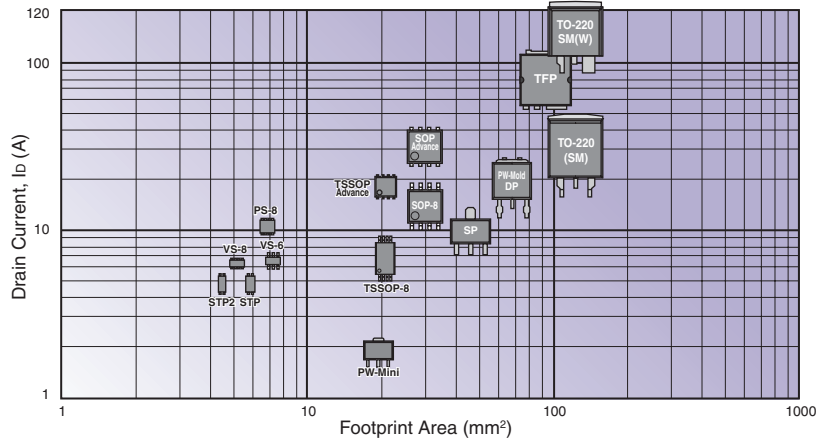 120
100
10
1
Drain Current, ID (A)
TO-220
SM(W)
TFP
TO-220
(SM)
SOP
Advance
PW-Mold
DP
TSSOP
Advance
SOP-8
PS-8
SP
VS-8
VS-6
STP2
STP
TSSOP-8
PW-Mini
1
10
100
1000
Footprint Area (mm²)